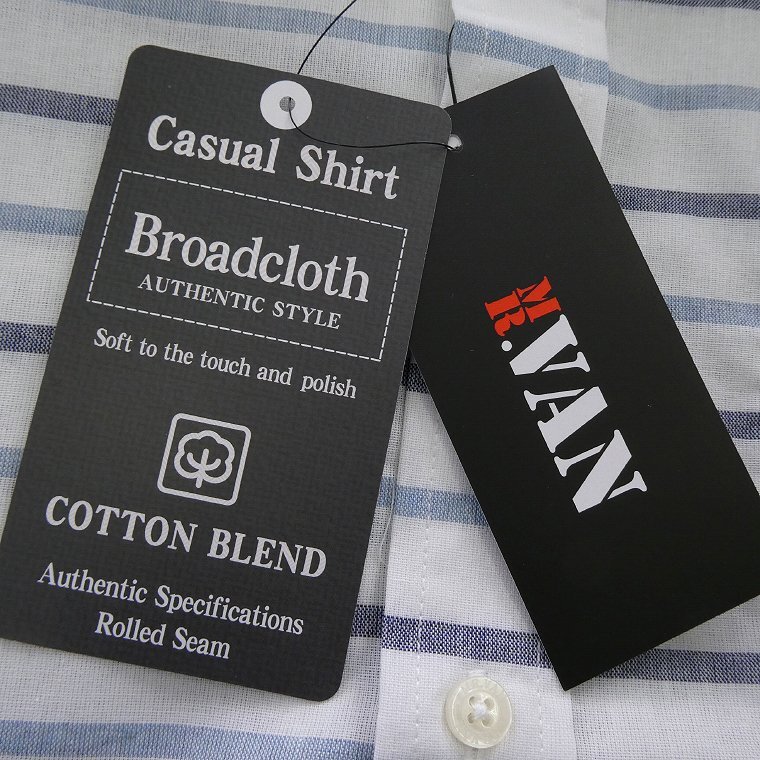 Casual Shirt
Broadcloth
AUTHENTIC STYLE
Soft to the touch and polish
COTTON BLEND
Authentic Specifications
Rolled Seam
MR.VAN